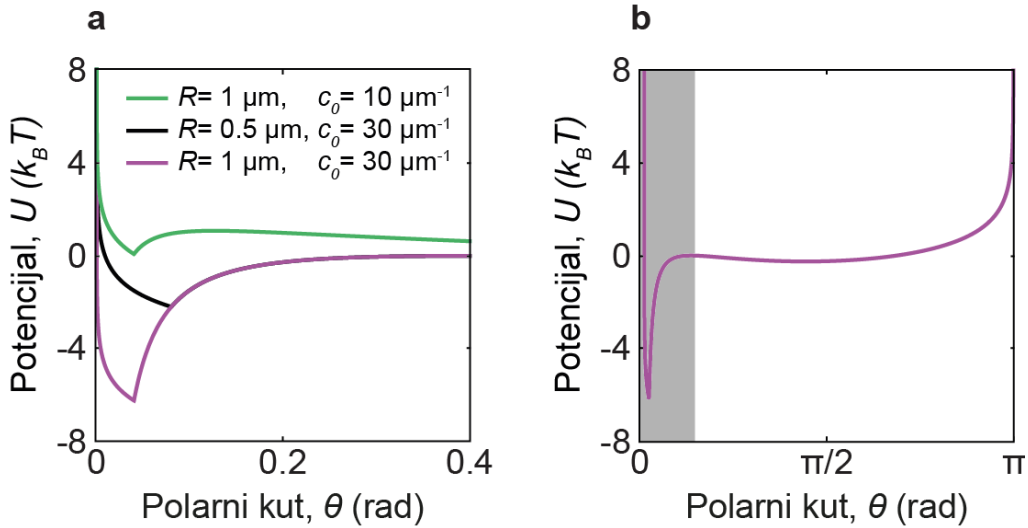 a
8
4
0
-4
-8
R= 1 µm, c₀= 10 µm⁻¹
R= 0.5 µm, c₀= 30 µm⁻¹
R= 1 µm, c₀= 30 µm⁻¹
Potencijal, U (k_BT)
0 0.2 0.4
Polarni kut, θ (rad)
b
8
4
0
-4
-8
Potencijal, U (k_BT)
0 π/2 π
Polarni kut, θ (rad)